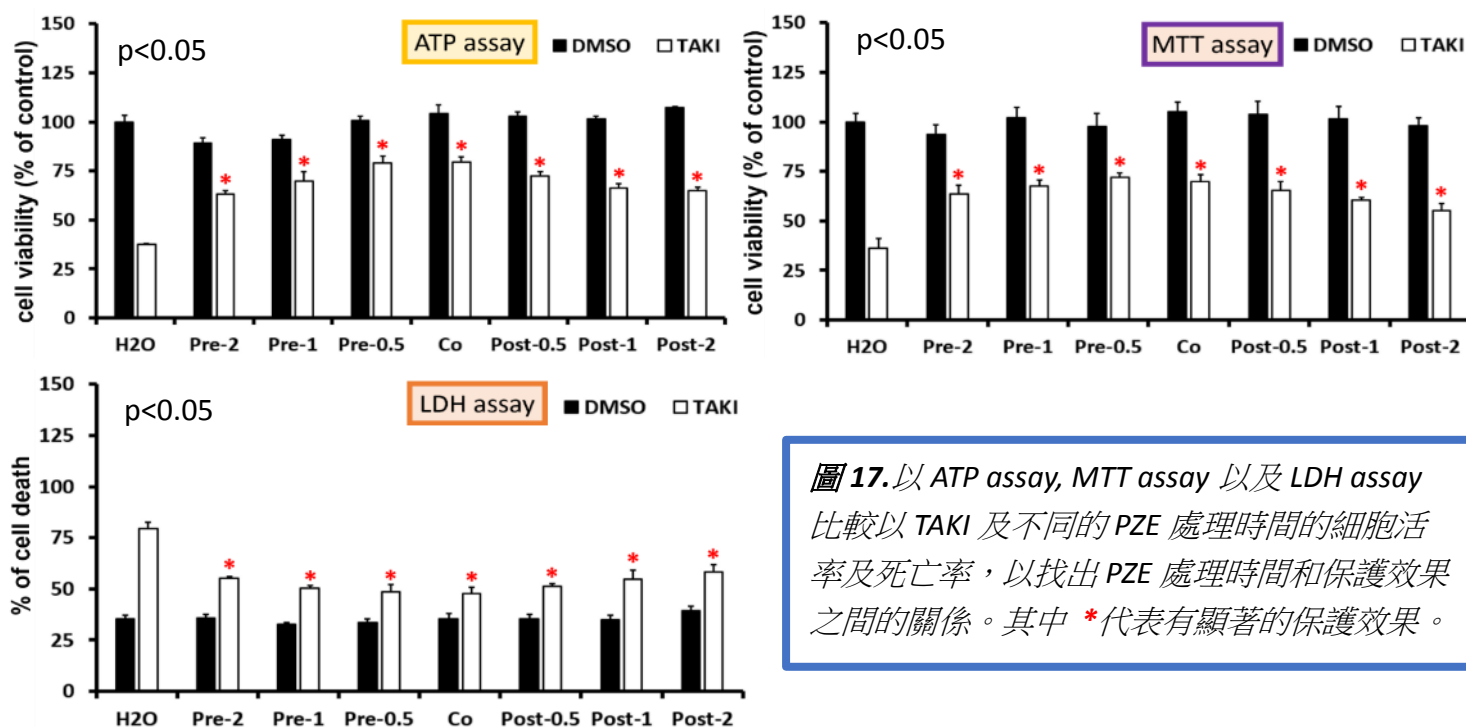 cell viability (% of control)
150
125
100
75
50
25
0
p<0.05
ATP assay
DMSO TAKI
* * * * * * *
H2O Pre-2 Pre-1 Pre-0.5 Co Post-0.5 Post-1 Post-2
cell viability (% of control)
150
125
100
75
50
25
0
p<0.05
MTT assay
DMSO TAKI
* * * * * * *
H2O Pre-2 Pre-1 Pre-0.5 Co Post-0.5 Post-1 Post-2
% of cell death
150
125
100
75
50
25
0
p<0.05
LDH assay
DMSO TAKI
* * * * * * *
H2O Pre-2 Pre-1 Pre-0.5 Co Post-0.5 Post-1 Post-2
圖 17.以 ATP assay, MTT assay 以及 LDH assay
比較以 TAKI 及不同的 PZE 處理時間的細胞活
率及死亡率，以找出 PZE 處理時間和保護效果
之間的關係。其中 *代表有顯著的保護效果。